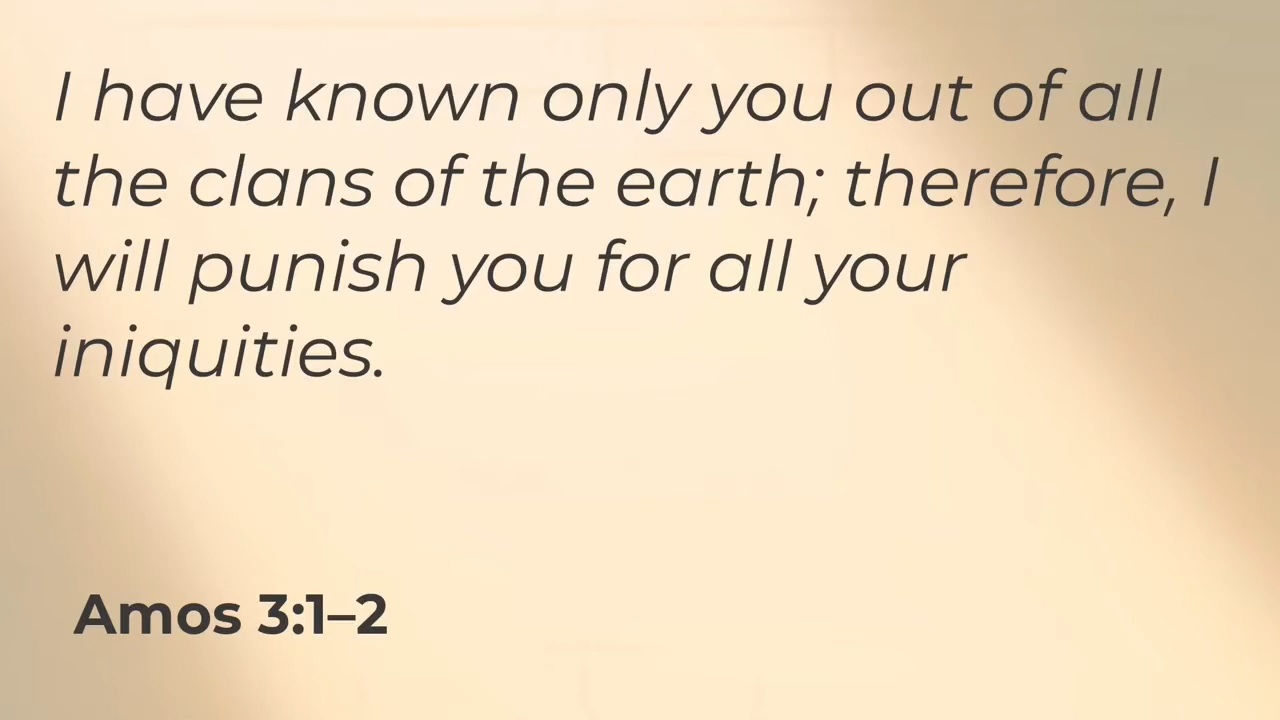 I have known only you out of all
the clans of the earth; therefore, I
will punish you for all your
iniquities.
Amos 3:1–2